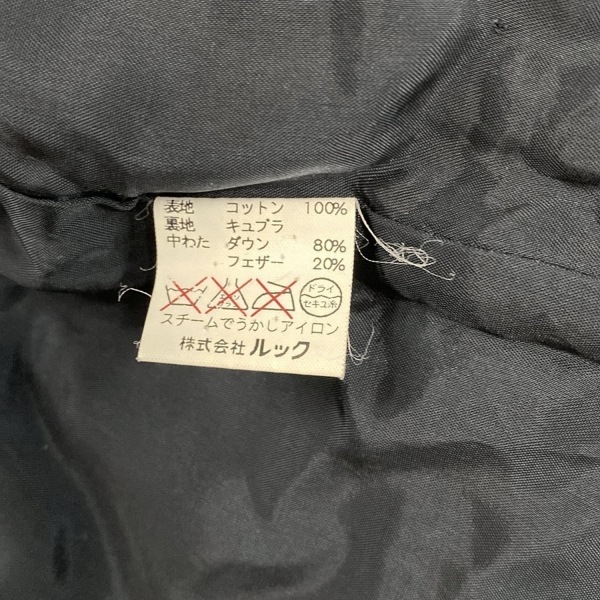 表地 コットン 100%
裏地 キュプラ
中わた ダウン 80%
フェザー 20%
ドライ
セキユ系
スチームでうかしアイロン
株式会社 ルック